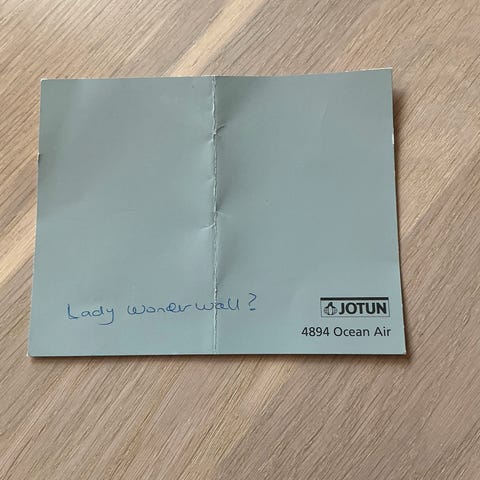 Lady Wonderwall?
JOTUN
4894 Ocean Air